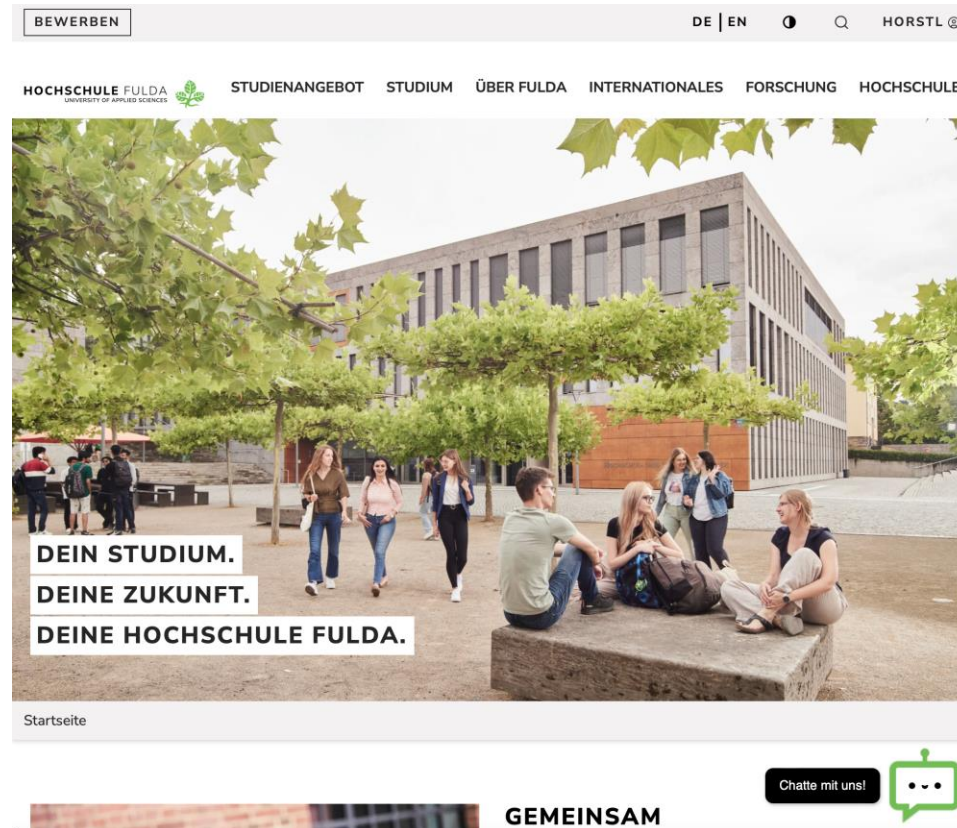 BEWERBEN
DE | EN
HORSTL
HOCHSCHULE FULDA
UNIVERSITY OF APPLIED SCIENCES
STUDIENANGEBOT STUDIUM ÜBER FULDA INTERNATIONALES FORSCHUNG HOCHSCHULE
DEIN STUDIUM.
DEINE ZUKUNFT.
DEINE HOCHSCHULE FULDA.
Startseite
Chatte mit uns!
GEMEINSAM